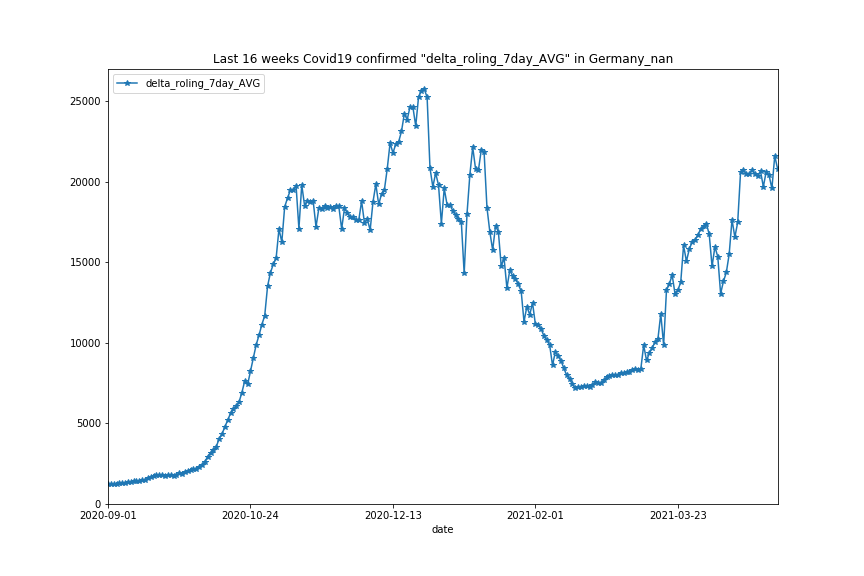 Last 16 weeks Covid19 confirmed "delta_roling_7day_AVG" in Germany_nan
delta_roling_7day_AVG
25000
20000
15000
10000
5000
0
2020-09-01 2020-10-24 2020-12-13 2021-02-01 2021-03-23
date